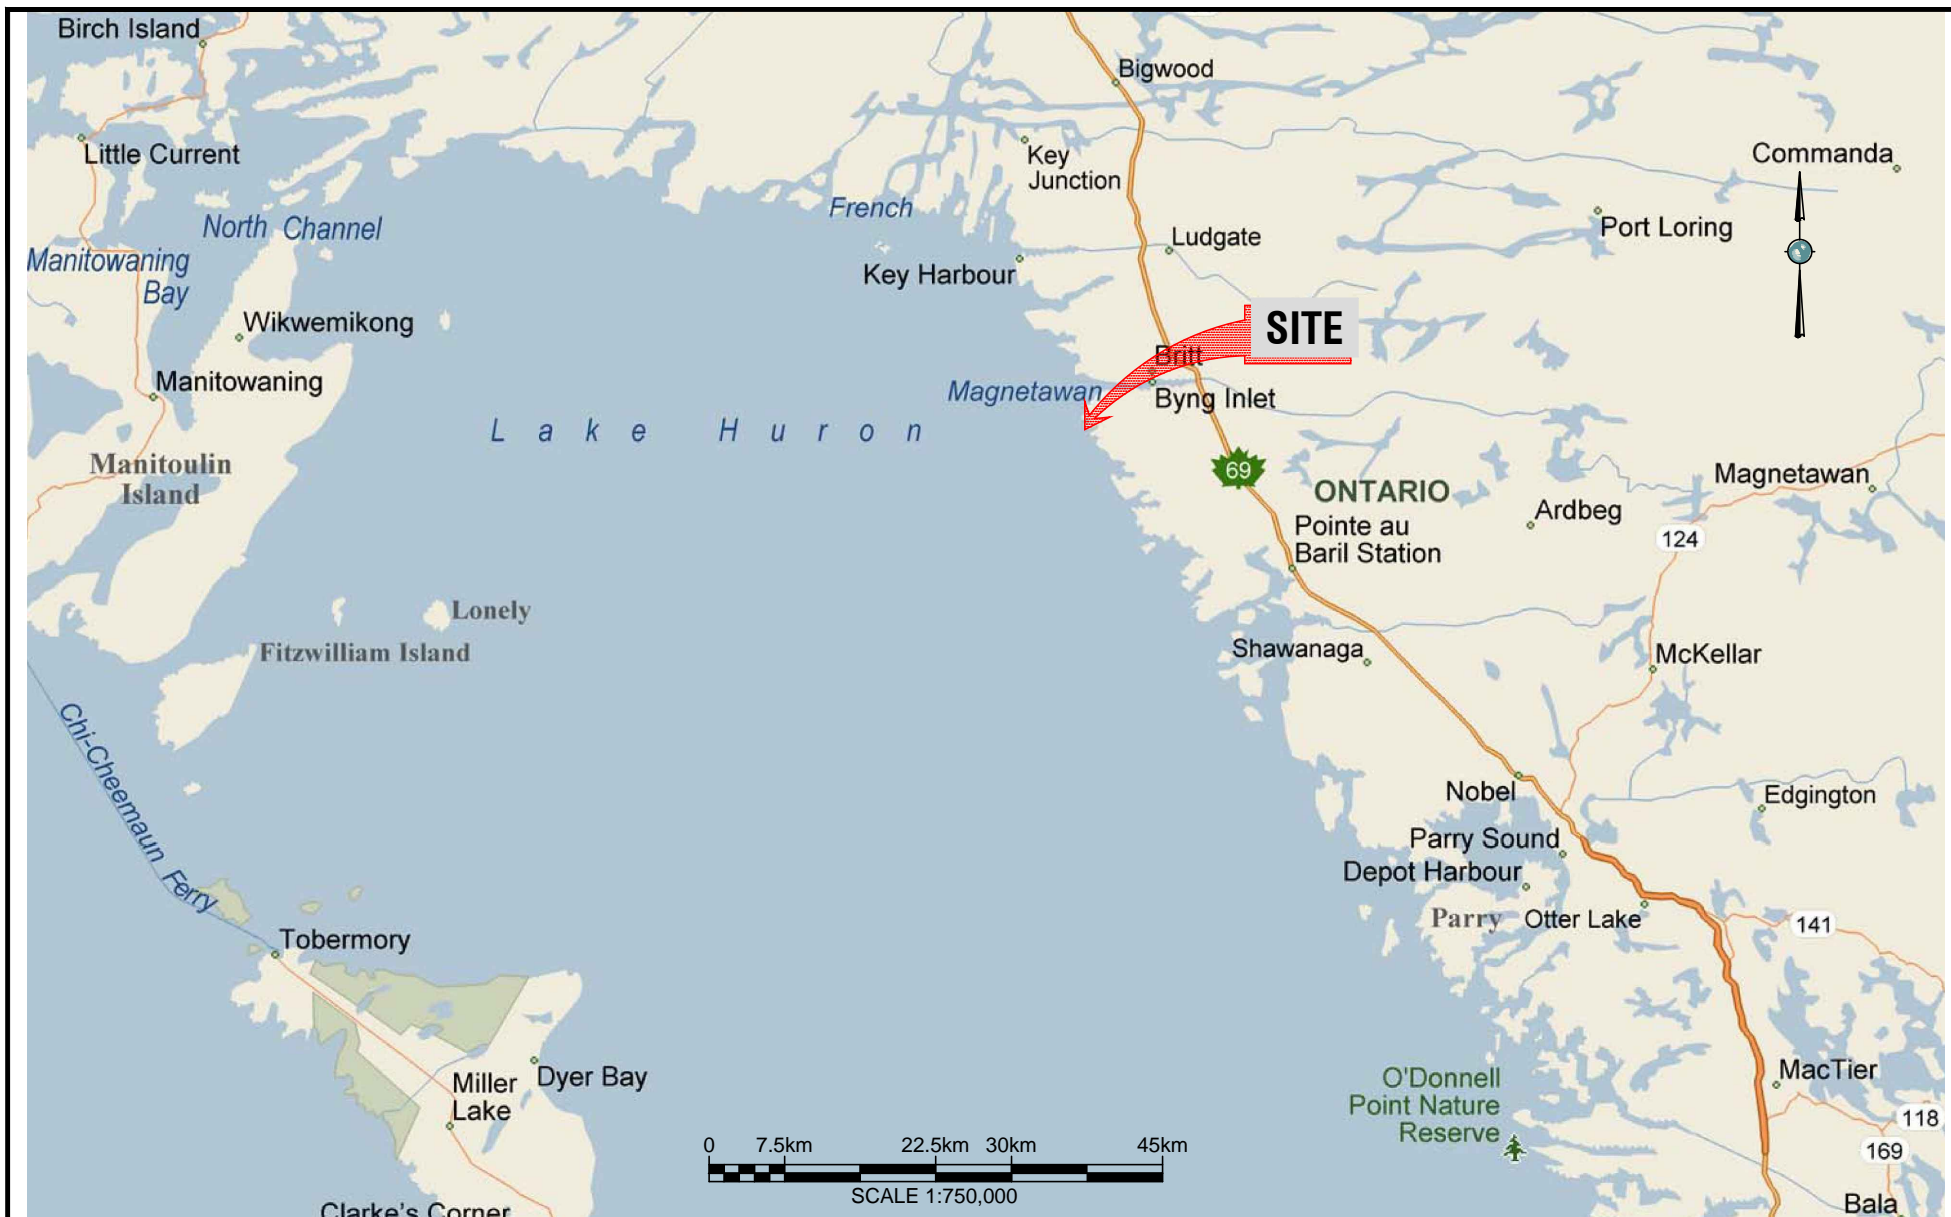 Birch Island
Bigwood
Little Current
Key
Junction
Commanda
French
North Channel
Port Loring
Ludgate
Manitowaning
Bay
Key Harbour
Wikwemikong
SITE
Britt
Manitowaning
Magnetawan
Byng Inlet
Lake Huron
Manitoulin
Island
69
ONTARIO
Magnetawan
Ardbeg
Pointe au
Baril Station
124
Lonely
Fitzwilliam Island
Shawanaga
McKellar
Chi-Cheemaun Ferry
Nobel
Edgington
Parry Sound
Depot Harbour
Parry
Otter Lake
141
Tobermory
Miller
Lake
Dyer Bay
O'Donnell
Point Nature
Reserve
MacTier
118
169
0 7.5km 22.5km 30km 45km
SCALE 1:750,000
Bala
Clarke's Corner